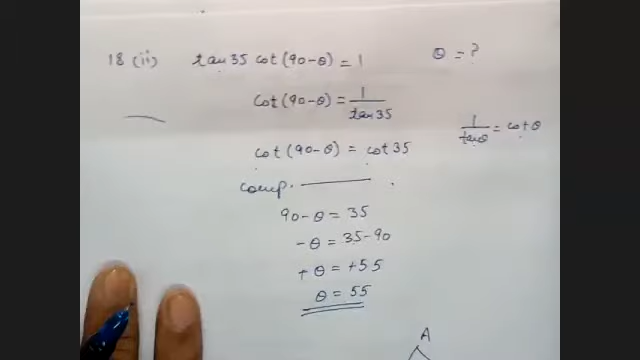 18 (ii) tan 35 cot (90-θ) = 1 θ = ?
cot (90-θ) = 1/tan 35
1/tanθ = cot θ
cot (90-θ) = cot 35
comp.
90-θ = 35
-θ = 35-90
+θ = +55
θ = 55
A